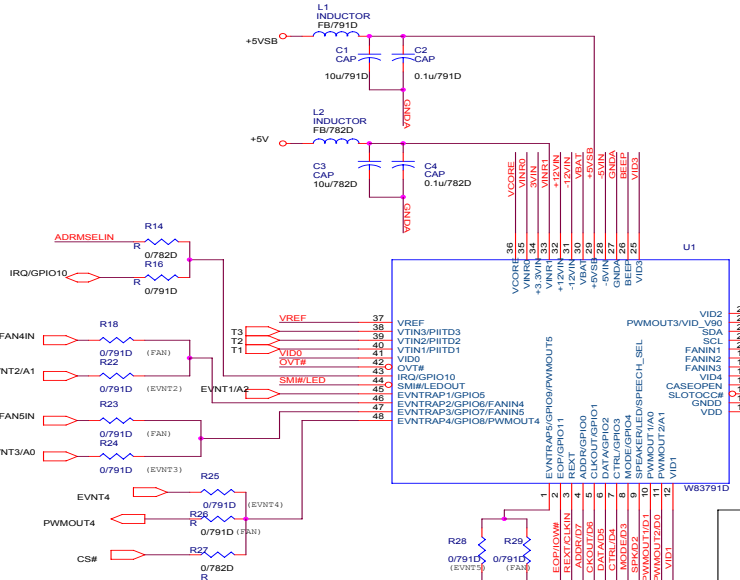 L1
INDUCTOR
FB/791D
+5VSB
C1
CAP
C2
CAP
10u/791D
0.1u/791D
GNDA
L2
INDUCTOR
FB/782D
+5V
C3
CAP
10u/782D
C4
CAP
0.1u/782D
GNDA
VCORE
VINR0
3VIN
VINR1
+12VIN
-12VIN
VBAT
+5VSB
-5VIN
GNDA
BEEP
VID3
36
35
34
33
32
31
30
29
28
27
26
25
U1
VCORE
VINR0
+3.3VIN
VINR1
+12VIN
-12VIN
VBAT
+5VSB
-5VIN
GNDA
BEEP
VID3
R14
ADRMSELIN
R
0/782D
R16
IRQ/GPIO10
R
0/791D
VREF
37
VREF
T3
38
VTIN3/PIITD3
T2
39
VTIN2/PIITD2
T1
40
VTIN1/PIITD1
VID0
41
VID0
OVT#
42
OVT#
43
IRQ/GPIO10
SMI#/LED
44
SMI#/LEDOUT
EVNT1/A2
45
EVNTRAP1/GPIO5
46
EVNTRAP2/GPIO6/FANIN4
47
EVNTRAP3/GPIO7/FANIN5
48
EVNTRAP4/GPIO8/PWMOUT4
VID2
PWMOUT3/VID_V90
SDA
SCL
FANIN1
FANIN2
FANIN3
VID4
CASEOPEN
SLOTOCC#
GNDD
VDD
FAN4IN
R18
0/791D
(FAN)
R22
NT2/A1
0/791D
(EVNT2)
R23
FAN5IN
0/791D
(FAN)
R24
NT3/A0
0/791D
(EVNT3)
R25
EVNT4
0/791D
(EVNT4)
R26
PWMOUT4
R
0/791D
(FAN)
R27
CS#
0/782D
R
EVNTRAP5/GPIO9/PWMOUT5
EOP/GPIO11
REXT
ADDR/GPIO0
CLKOUT/GPIO1
DATA/GPIO2
CTRL/GPIO3
MODE/GPIO4
SPEAKER/LED/SPEECH_SEL
PWMOUT1/A0
PWMOUT2/A1
VID1
W83791D
1
2
3
4
5
6
7
8
9
10
11
12
EOP/IOW#
REXT/CLKIN
ADDR/D7
CKOUT/D6
DATA/D5
CTRL/D4
MODE/D3
SPK/D2
PWMOUT1/D1
PWMOUT2/D0
VID1
R28
R29
0/791D
0/791D
(EVNT5)
(FAN)